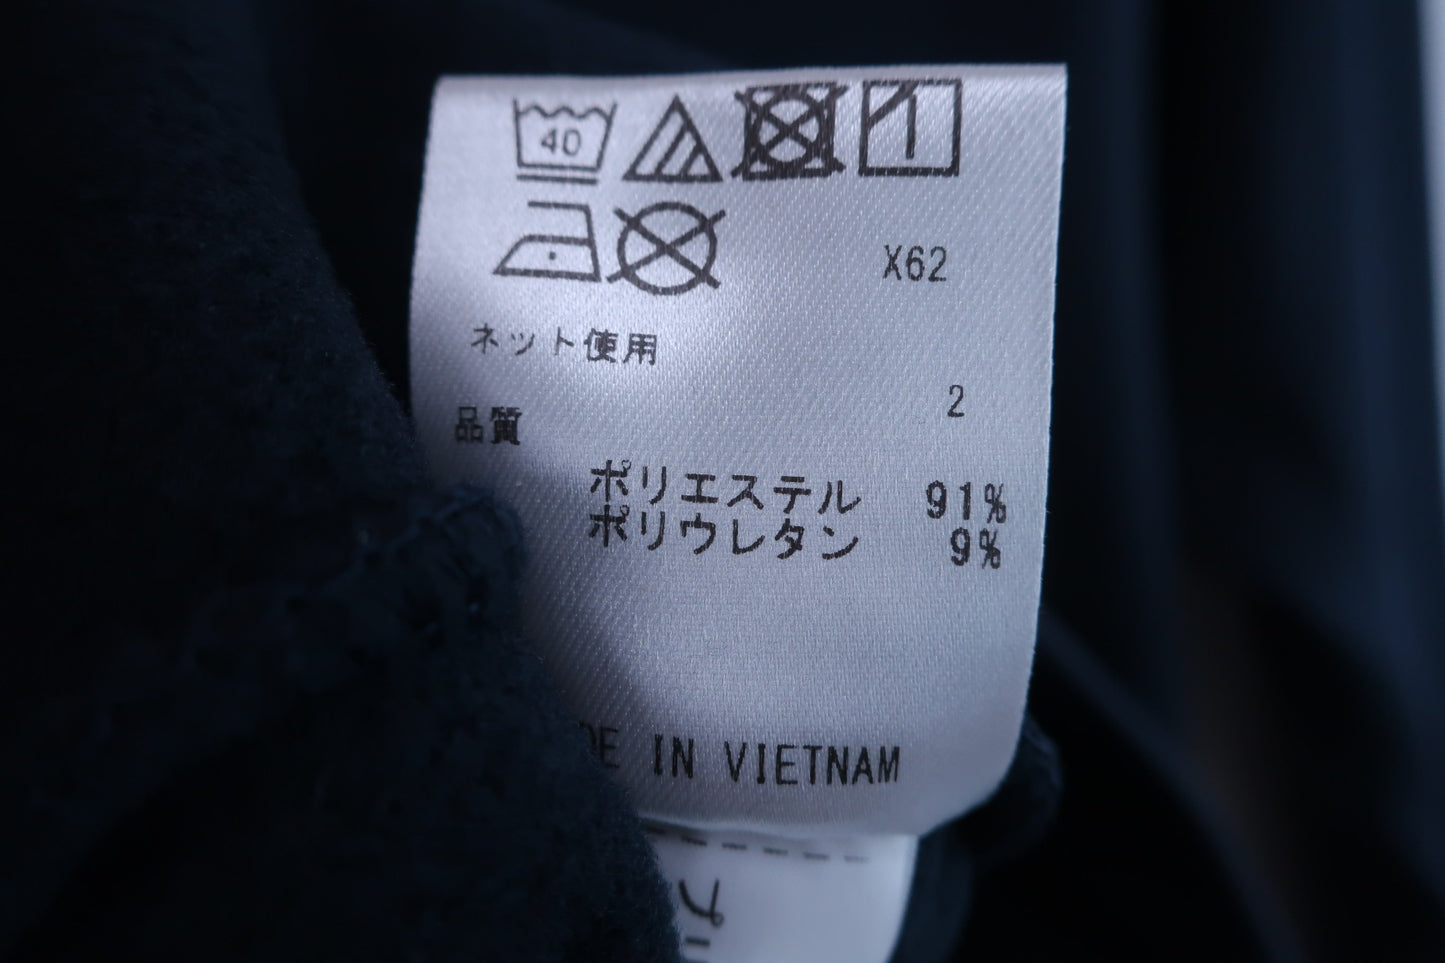 40
X62
ネット使用
2
品質
ポリエステル 91%
ポリウレタン 9%
IN VIETNAM